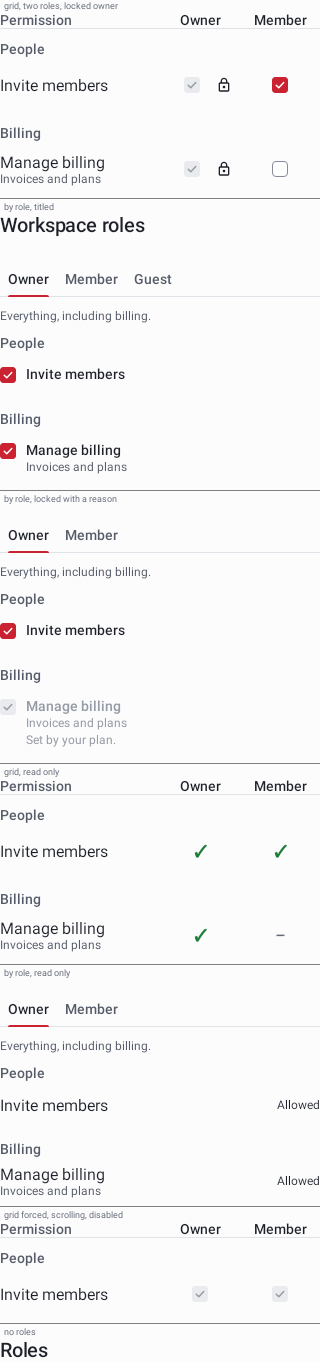 grid, two roles, locked owner
Permission Owner Member
People
Invite members
Billing
Manage billing
Invoices and plans
by role, titled
Workspace roles
Owner Member Guest
Everything, including billing.
People
Invite members
Billing
Manage billing
Invoices and plans
by role, locked with a reason
Owner Member
Everything, including billing.
People
Invite members
Billing
Manage billing
Invoices and plans
Set by your plan.
grid, read only
Permission Owner Member
People
Invite members ✓ ✓
Billing
Manage billing ✓ –
Invoices and plans
by role, read only
Owner Member
Everything, including billing.
People
Invite members Allowed
Billing
Manage billing Allowed
Invoices and plans
grid forced, scrolling, disabled
Permission Owner Member
People
Invite members
no roles
Roles